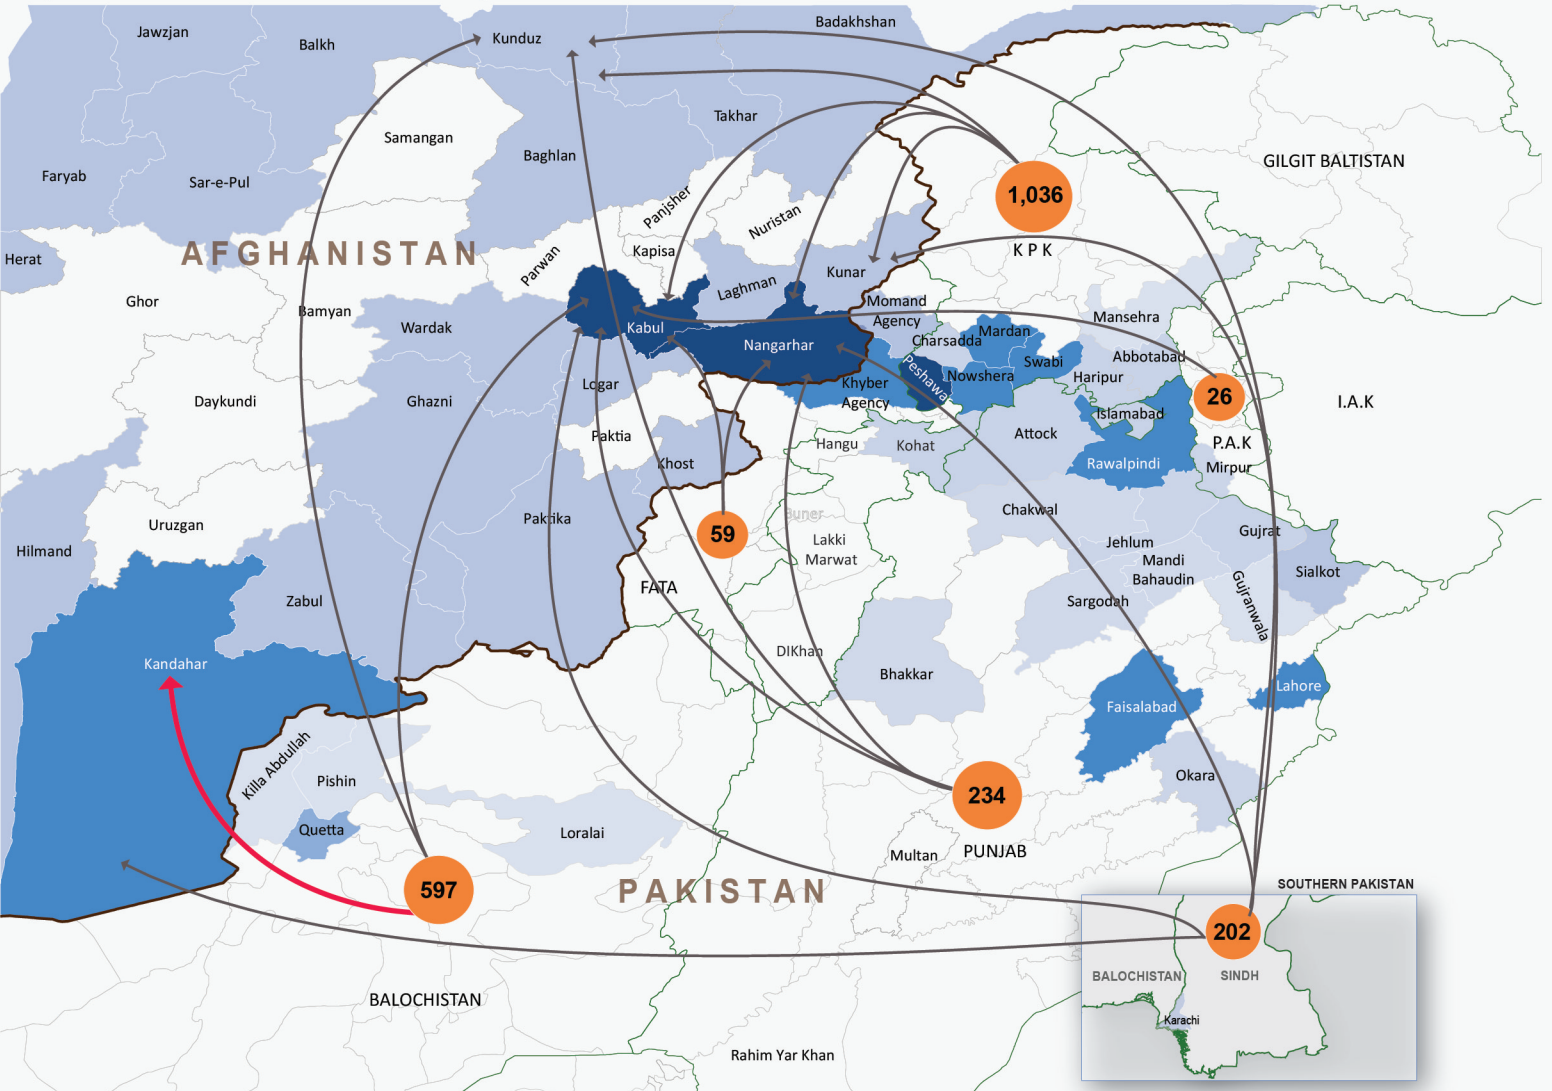 Jawzjan
Balkh
Kunduz
Badakhshan
Samangan
Takhar
Baghlan
Faryab
Sar-e-Pul
GILGIT BALTISTAN
1,036
Panjsher
Nuristan
AFGHANISTAN
Kapisa
KPK
Herat
Parwan
Kunar
Laghman
Ghor
Bamyan
Momand
Agency
Mansehra
Wardak
Kabul
Nangarhar
Charsadda
Mardan
Abbotabad
Swabi
Peshawa
Nowshera
Haripur
Logar
Khyber
Agency
26
Daykundi
Ghazni
Islamabad
I.A.K
Paktia
Hangu
Kohat
Attock
P.A.K
Khost
Rawalpindi
Mirpur
Uruzgan
Paktika
Buner
Chakwal
59
Lakki
Marwat
Gujrat
Hilmand
Jehlum
Mandi
Bahaudin
Sialkot
FATA
Zabul
Sargodah
Gujranwala
Kandahar
DIKhan
Bhakkar
Lahore
Faisalabad
Killa Abdullah
Pishin
Okara
234
Quetta
Loralai
Multan
PUNJAB
597
PAKISTAN
SOUTHERN PAKISTAN
202
BALOCHISTAN
SINDH
BALOCHISTAN
Karachi
Rahim Yar Khan